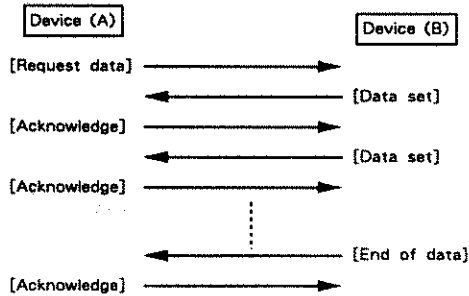 Device (A)
Device (B)
[Request data]
[Data set]
[Acknowledge]
[Data set]
[Acknowledge]
[End of data]
[Acknowledge]